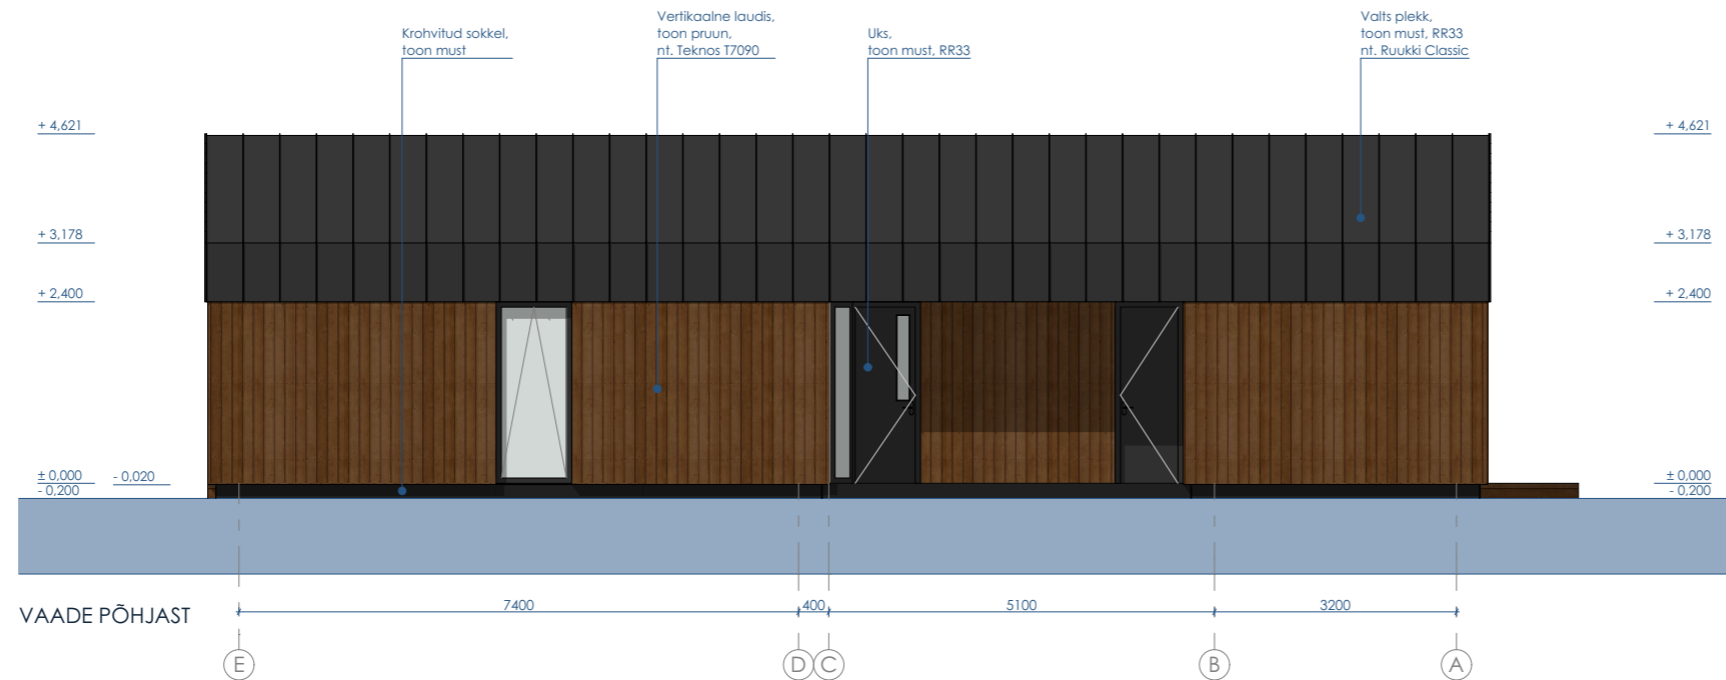 Krohvitud sokkel,
toon must
Vertikaalne laudis,
toon pruun,
nt. Teknos T7090
Uks,
toon must, RR33
Valts plekk,
toon must, RR33
nt. Ruukki Classic
+ 4,621
+ 4,621
+ 3,178
+ 3,178
+ 2,400
+ 2,400
± 0,000
- 0,020
± 0,000
- 0,200
- 0,200
7400
400
5100
3200
VAADE PÕHJAST
E
D
C
B
A